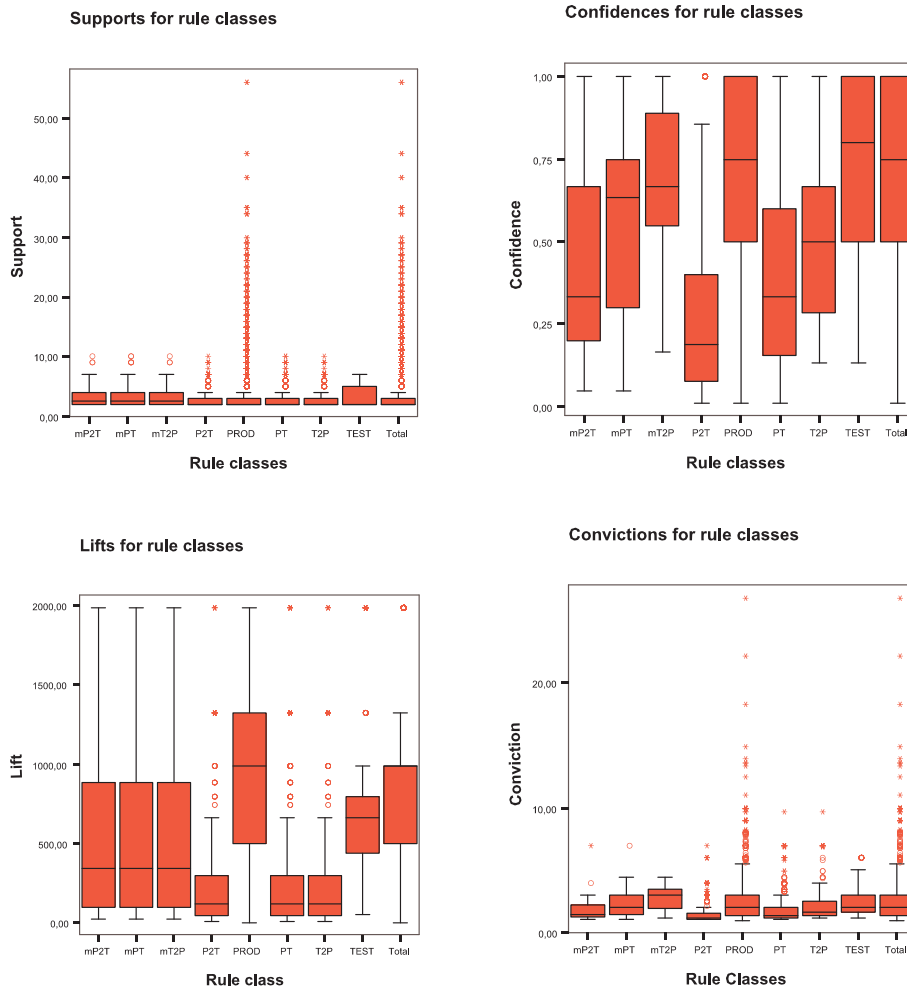 Supports for rule classes
50,00
40,00
30,00
20,00
10,00
0,00
Support
mP2T mPT mT2P P2T PROD PT T2P TEST Total
Rule classes
Confidences for rule classes
1,00
0,75
0,50
0,25
0,00
Confidence
mP2T mPT mT2P P2T PROD PT T2P TEST Total
Rule classes
Lifts for rule classes
2000,00
1500,00
1000,00
500,00
0,00
Lift
mP2T mPT mT2P P2T PROD PT T2P TEST Total
Rule class
Convictions for rule classes
20,00
10,00
0,00
Conviction
mP2T mPT mT2P P2T PROD PT T2P TEST Total
Rule Classes